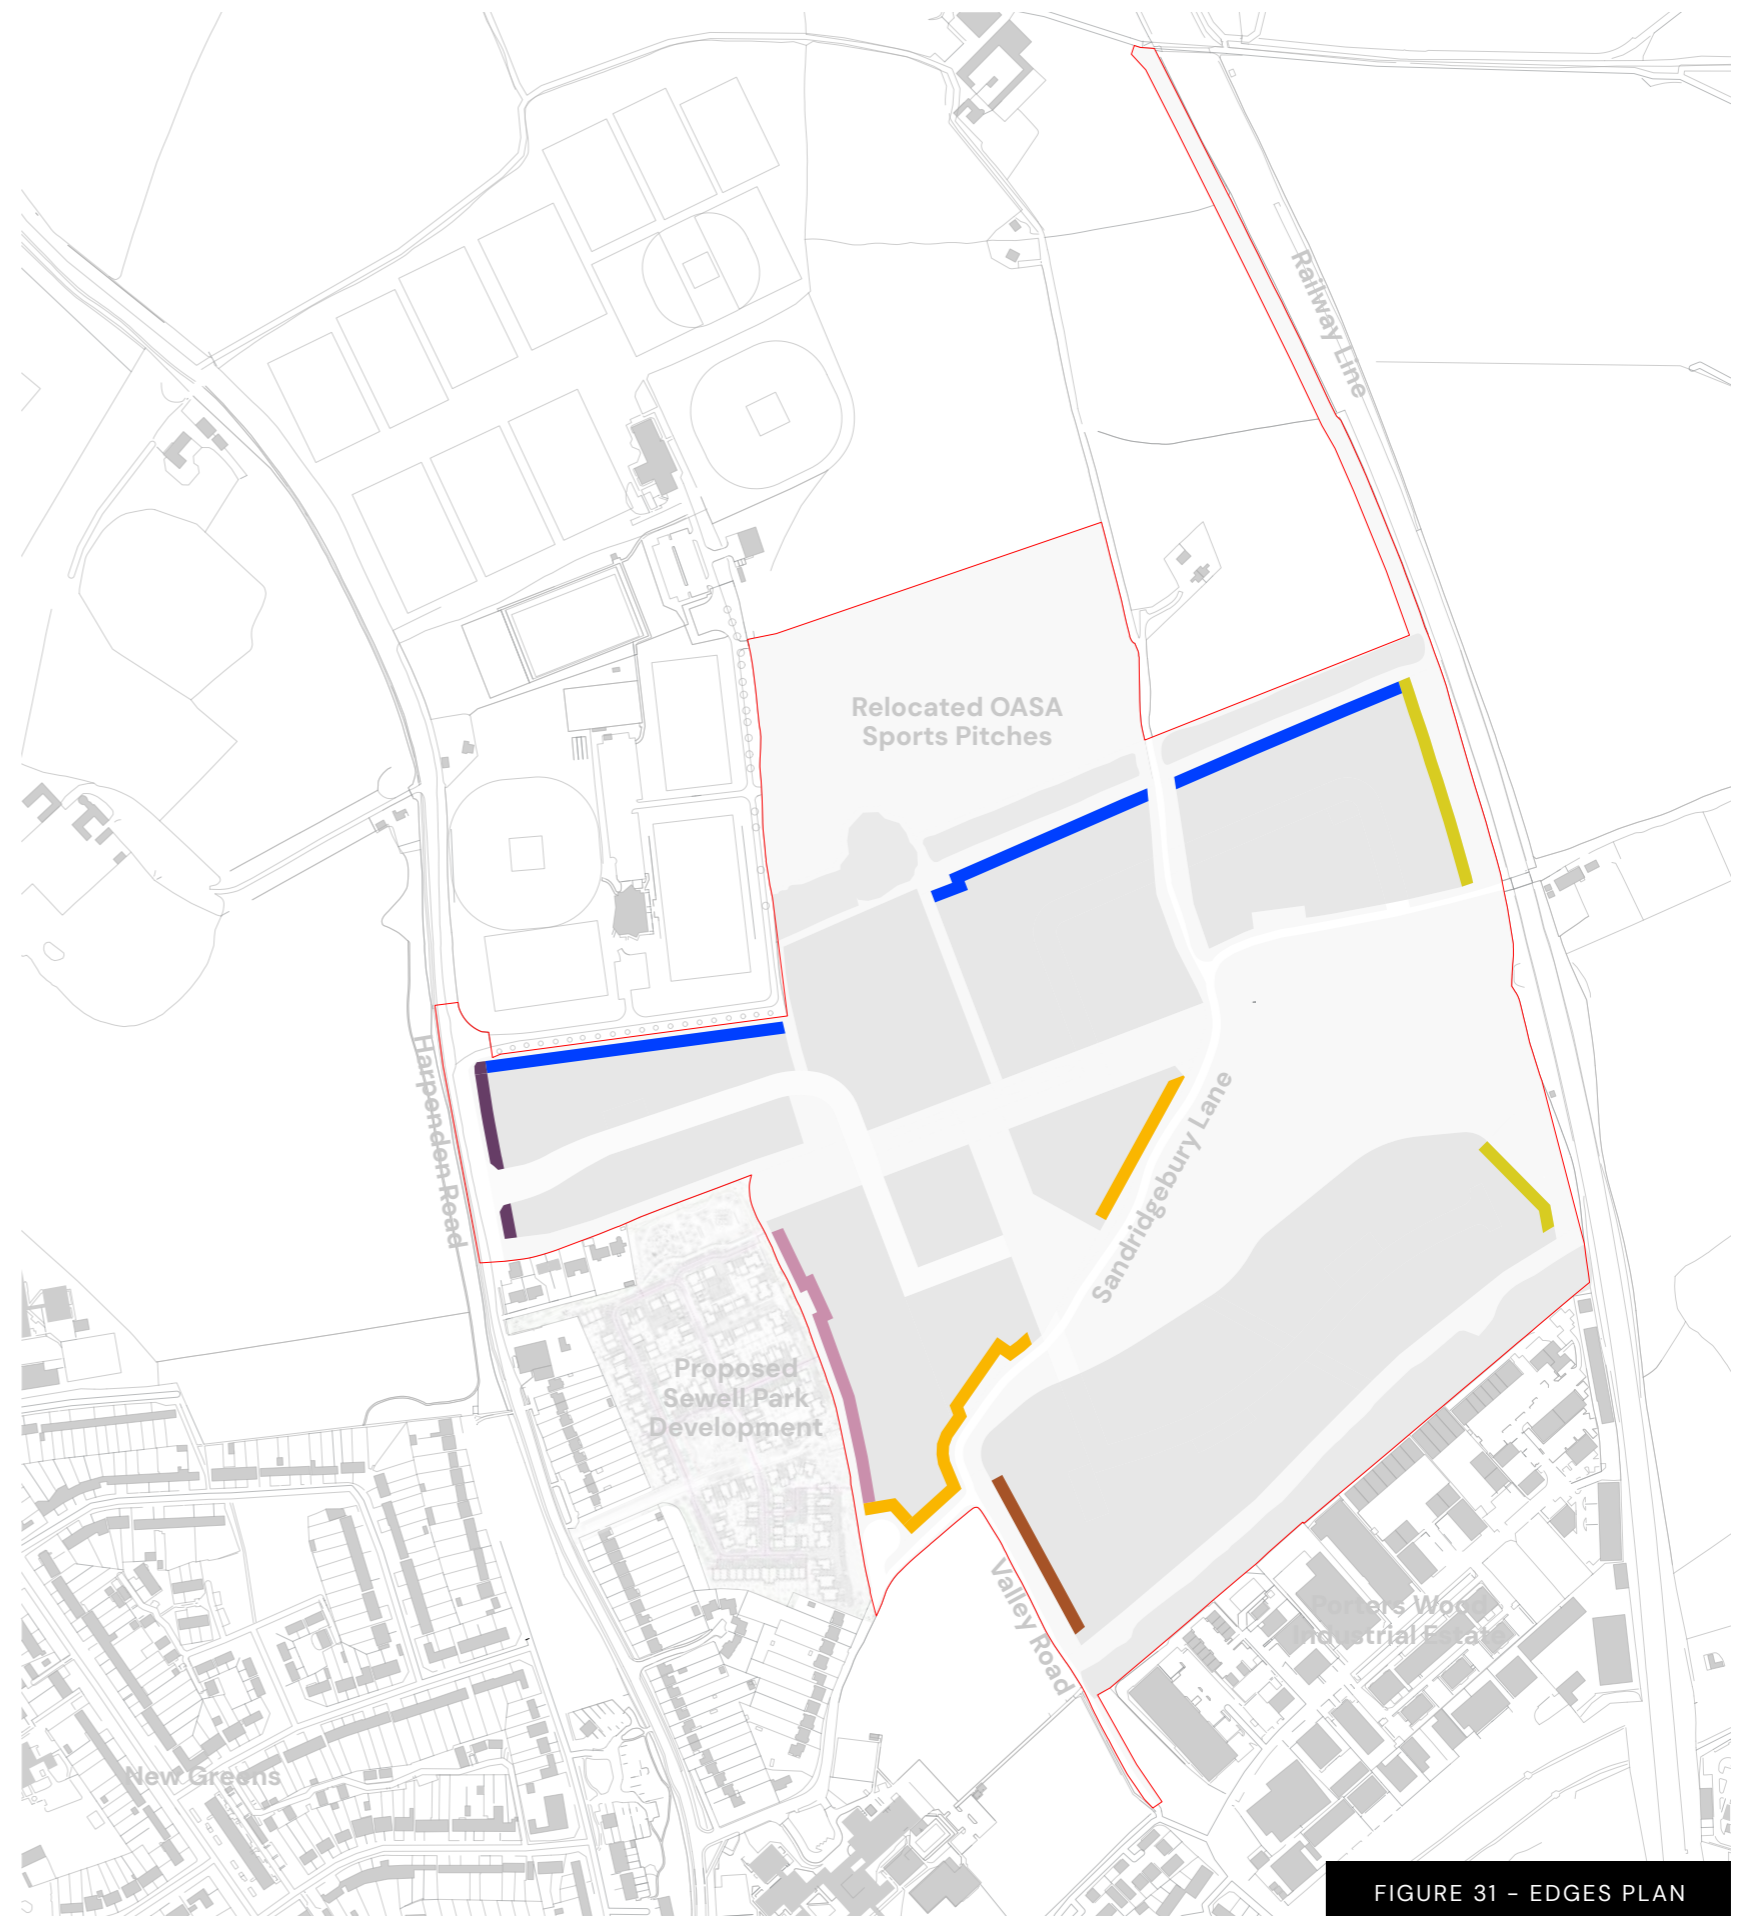 Railway Line
Relocated OASA
Sports Pitches
Harpenden Road
Sandridgebury Lane
Proposed
Sewell Park
Development
Valley Road
Porters Wood
Industrial Estate
New Greens
FIGURE 31 – EDGES PLAN